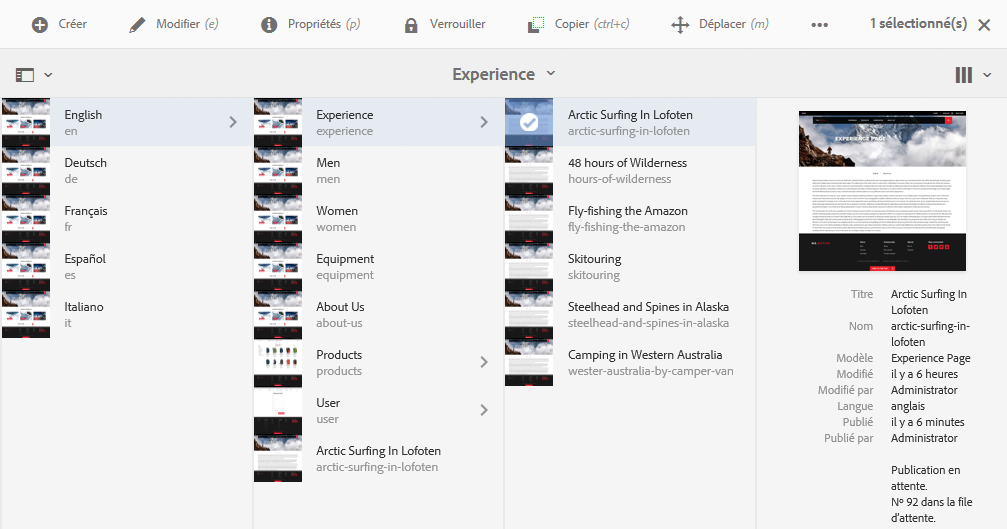 Créer
Modifier (e)
Propriétés (p)
Verrouiller
Copier (ctrl+c)
Déplacer (m)
1 sélectionné(s)
Experience
English
en
Deutsch
de
Français
fr
Español
es
Italiano
it
Experience
experience
Men
men
Women
women
Equipment
equipment
About Us
about-us
Products
products
User
user
Arctic Surfing In Lofoten
arctic-surfing-in-lofoten
Arctic Surfing In Lofoten
arctic-surfing-in-lofoten
48 hours of Wilderness
hours-of-wilderness
Fly-fishing the Amazon
fly-fishing-the-amazon
Skitouring
skitouring
Steelhead and Spines in Alaska
steelhead-and-spines-in-alaska
Camping in Western Australia
wester-australia-by-camper-van
EXPERIENCE PAGE
Titre Arctic Surfing In
Lofoten
Nom arctic-surfing-in-
lofoten
Modèle Experience Page
Modifié il y a 6 heures
Modifié par Administrator
Langue anglais
Publié il y a 6 minutes
Publié par Administrator
Publication en
attente.
Nº 92 dans la file
d'attente.